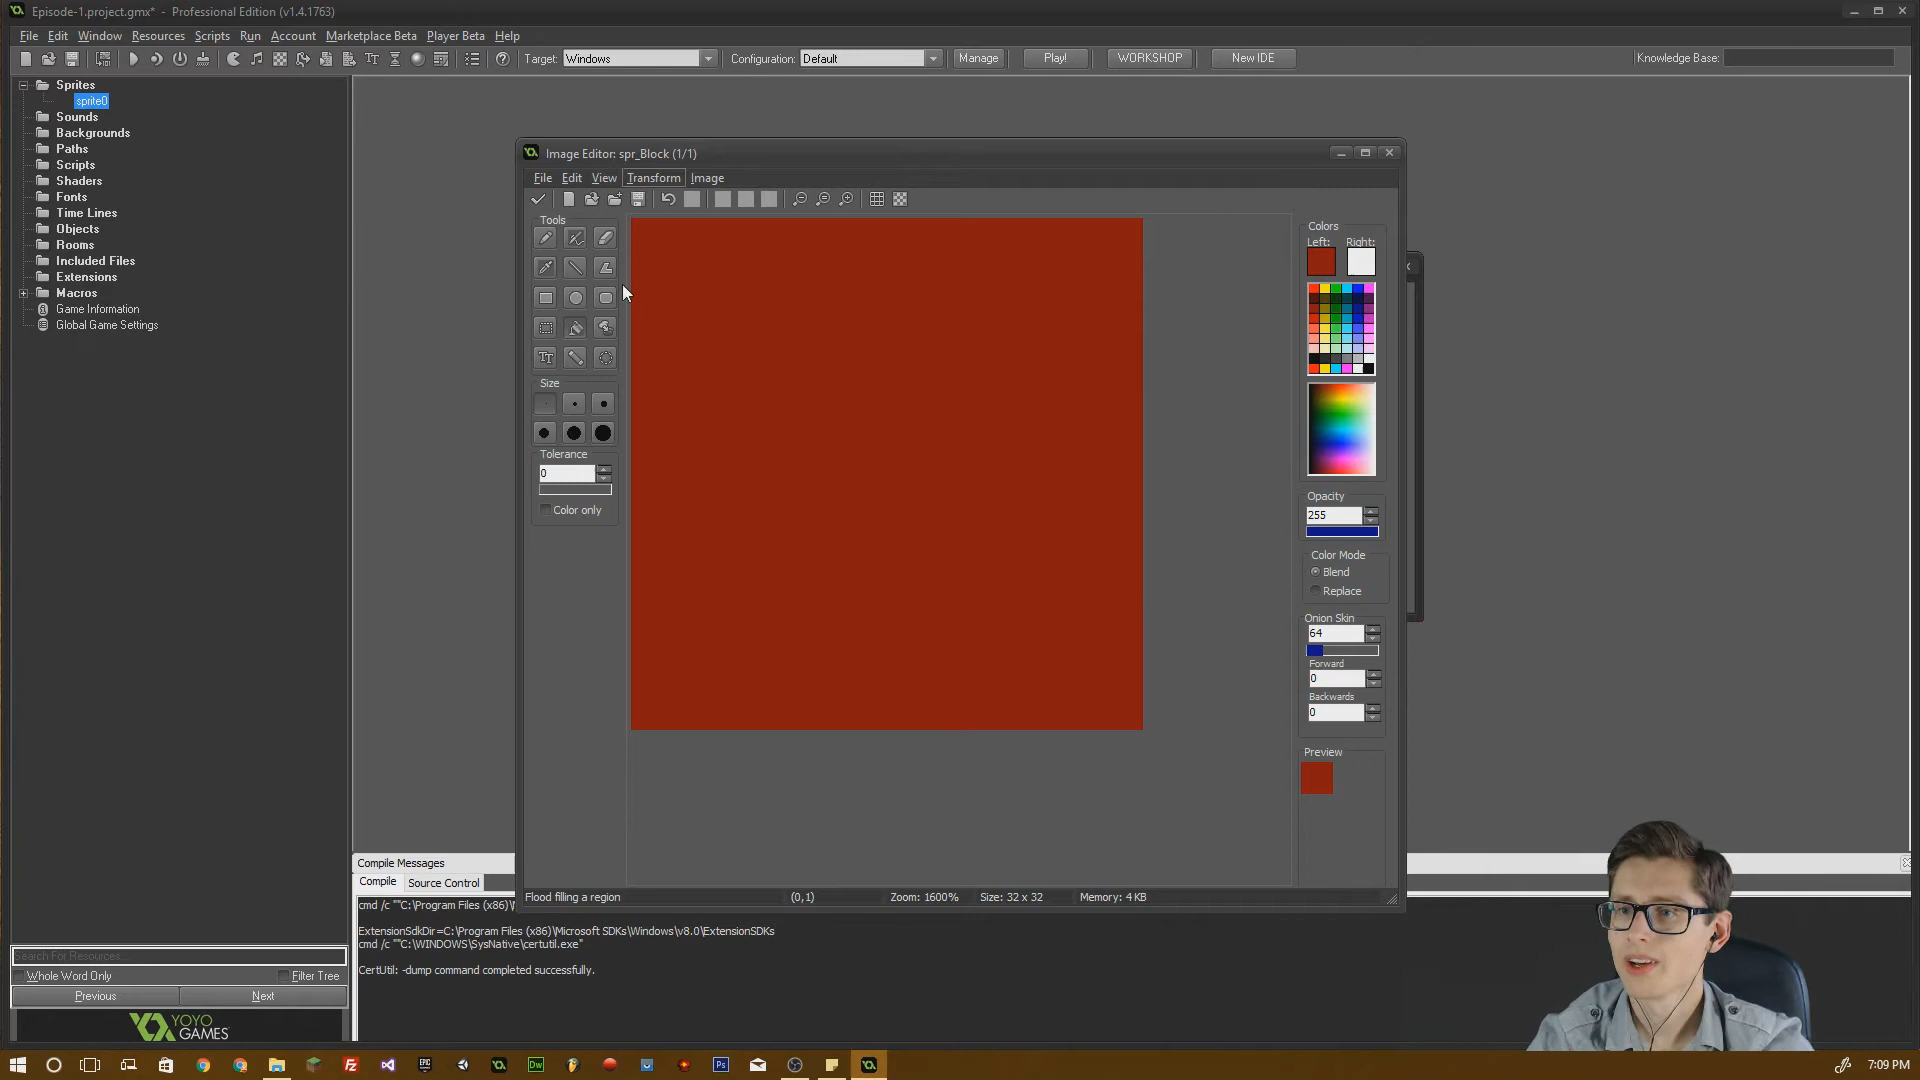 Episode-1.project.gmx* - Professional Edition (v1.4.1763)
File Edit Window Resources Scripts Run Account Marketplace Beta Player Beta Help
Target: Windows Configuration: Default Manage Play! WORKSHOP New IDE Knowledge Base:
Sprites
sprite0
Sounds
Backgrounds
Paths
Scripts
Shaders
Fonts
Time Lines
Objects
Rooms
Included Files
Extensions
Macros
Game Information
Global Game Settings
Search For Resources...
Whole Word Only Filter Tree
Previous Next
YOYO
GAMES
Image Editor: spr_Block (1/1)
File Edit View Transform Image
Tools
Size
Tolerance
0
Color only
Colors
Left: Right:
Opacity
255
Color Mode
Blend
Replace
Onion Skin
64
Forward
0
Backwards
0
Preview
Flood filling a region (0,1) Zoom: 1600% Size: 32 x 32 Memory: 4 KB
Compile Messages
Compile Source Control
cmd /c ""C:\Program Files (x86)\
ExtensionSdkDir=C:\Program Files (x86)\Microsoft SDKs\Windows\v8.0\ExtensionSDKs
cmd /c ""C:\WINDOWS\SysNative\certutil.exe"
CertUtil: -dump command completed successfully.
7:09 PM